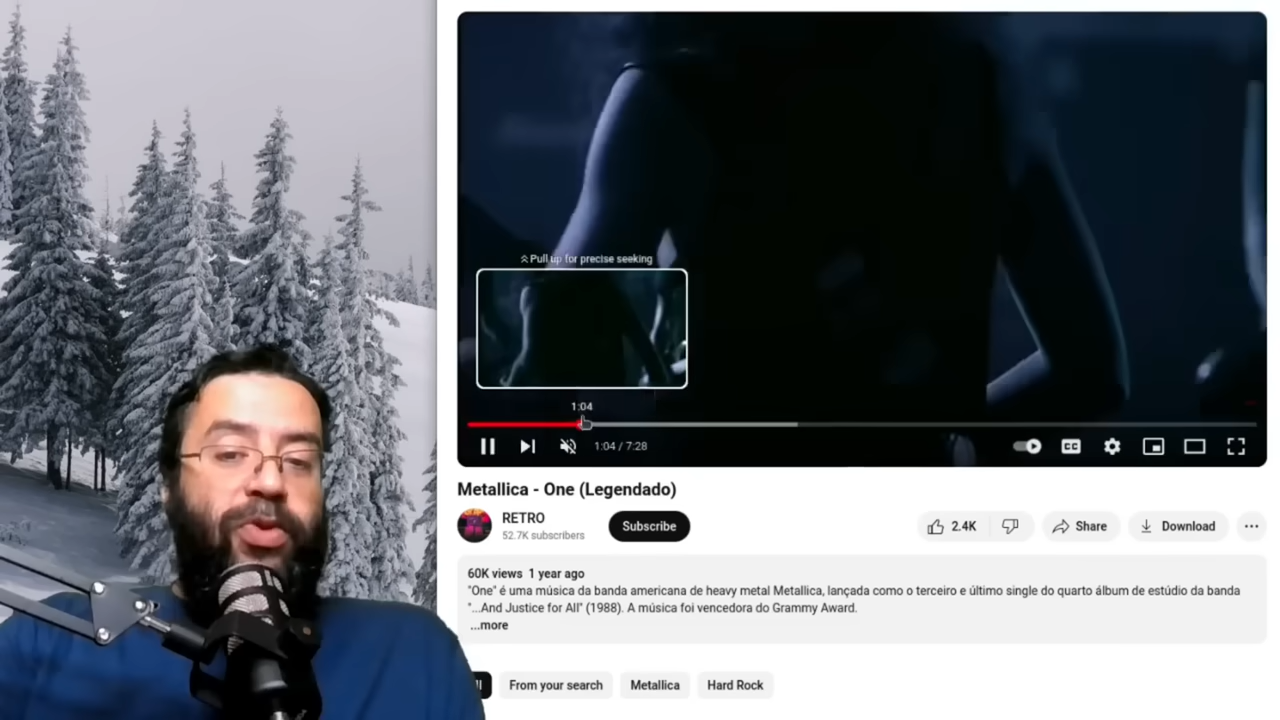 Pull up for precise seeking
1:04
1:04 / 7:28
CC
Metallica - One (Legendado)
RETRO
52.7K subscribers
Subscribe
2.4K
Share
Download
60K views 1 year ago
"One" é uma música da banda americana de heavy metal Metallica, lançada como o terceiro e último single do quarto álbum de estúdio da banda
"...And Justice for All" (1988). A música foi vencedora do Grammy Award.
...more
From your search
Metallica
Hard Rock